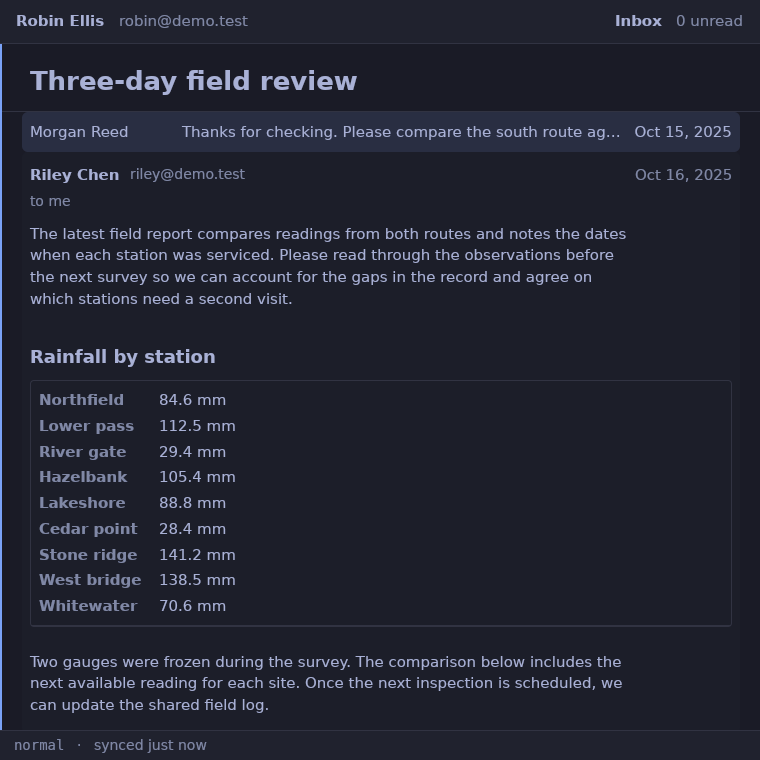 Robin Ellis robin@demo.test Inbox 0 unread
Three-day field review
Morgan Reed Thanks for checking. Please compare the south route ag… Oct 15, 2025
Riley Chen riley@demo.test Oct 16, 2025
to me
The latest field report compares readings from both routes and notes the dates
when each station was serviced. Please read through the observations before
the next survey so we can account for the gaps in the record and agree on
which stations need a second visit.
Rainfall by station
Northfield 84.6 mm
Lower pass 112.5 mm
River gate 29.4 mm
Hazelbank 105.4 mm
Lakeshore 88.8 mm
Cedar point 28.4 mm
Stone ridge 141.2 mm
West bridge 138.5 mm
Whitewater 70.6 mm
Two gauges were frozen during the survey. The comparison below includes the
next available reading for each site. Once the next inspection is scheduled, we
can update the shared field log.
normal · synced just now